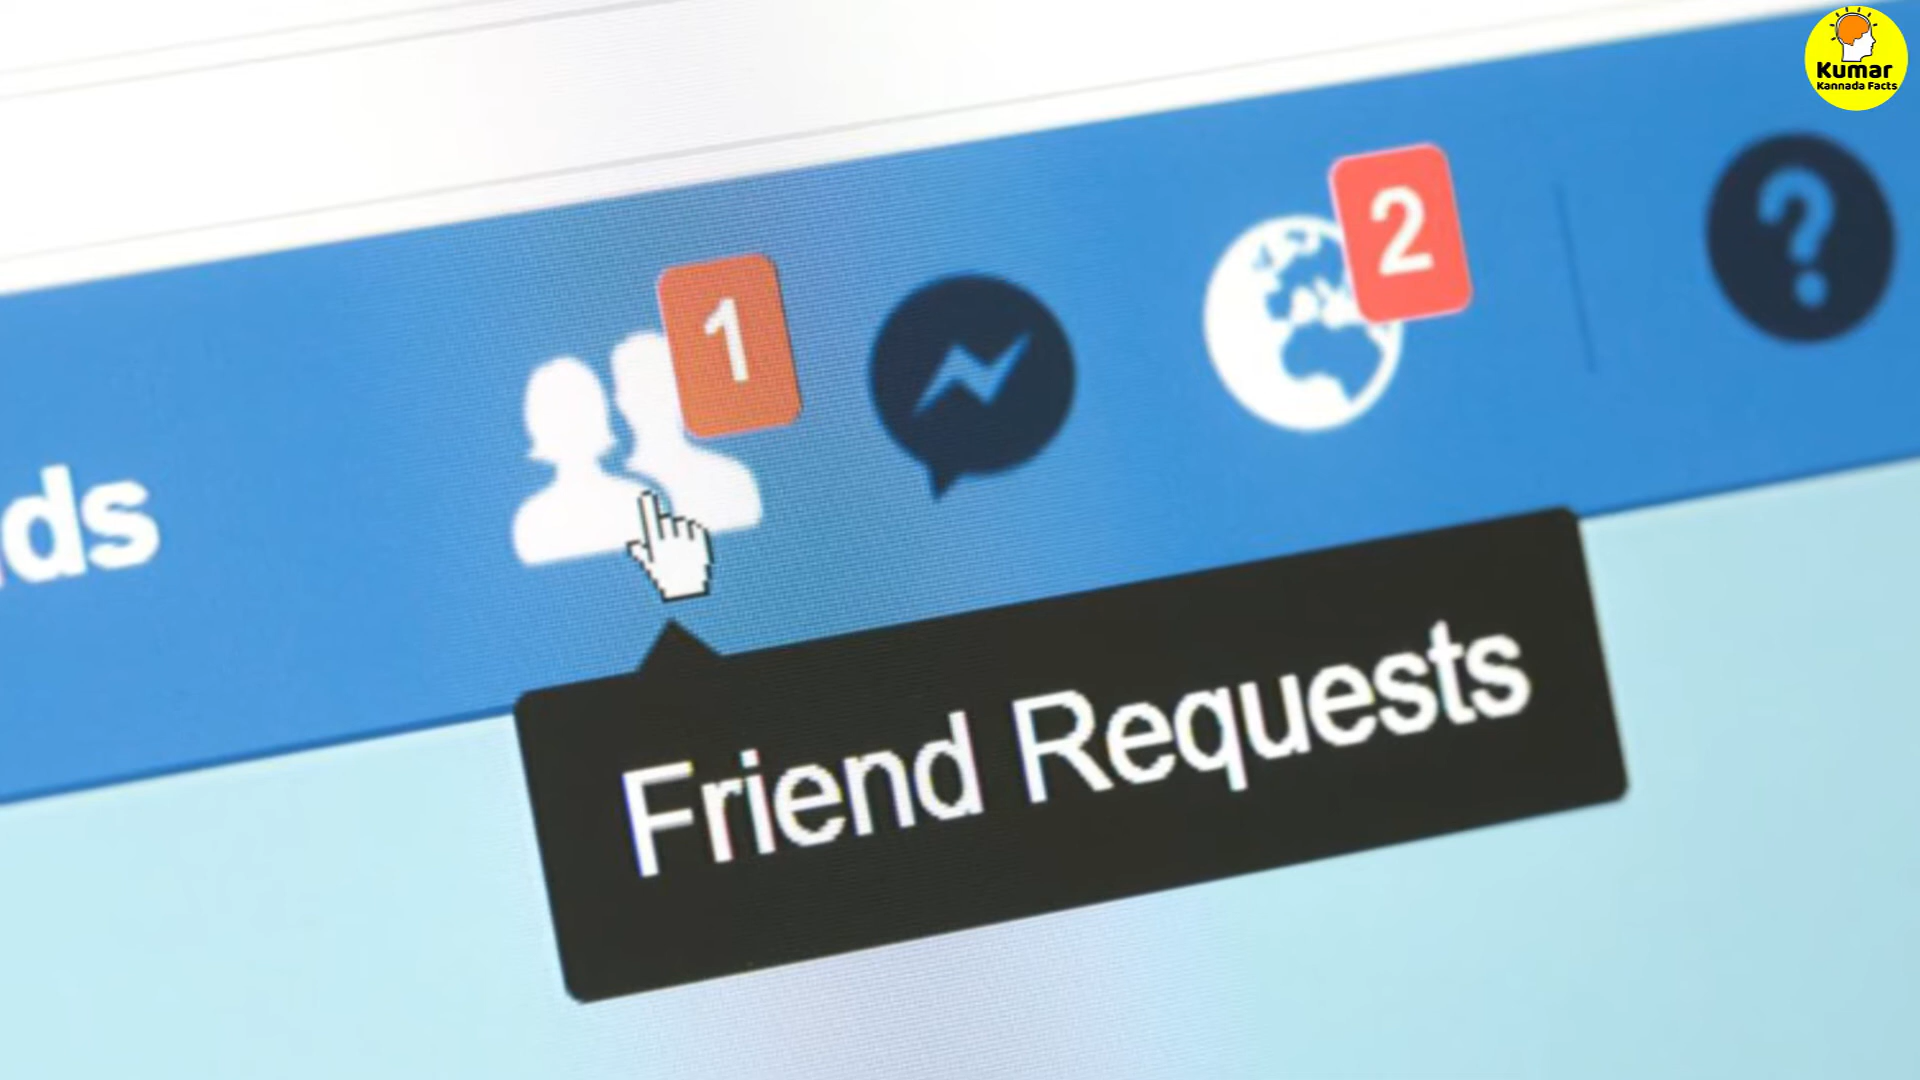 Kumar
Kannada Facts
2
1
ds
Friend Requests